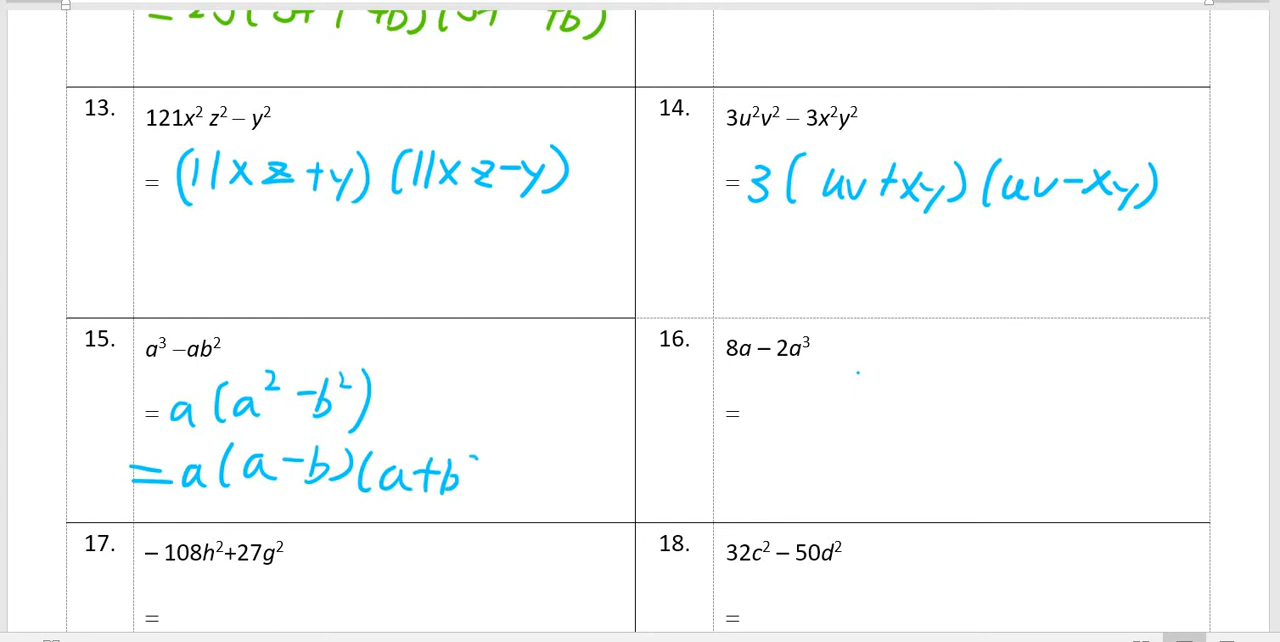 13.
121x² z² – y²
= (11xz+y) (11xz-y)
14.
3u²v² – 3x²y²
= 3 ( uv+xy) (uv-xy)
15.
a³ –ab²
= a (a² -b²)
= a (a-b) (a+b
16.
8a – 2a³
=
17.
– 108h²+27g²
=
18.
32c² – 50d²
=